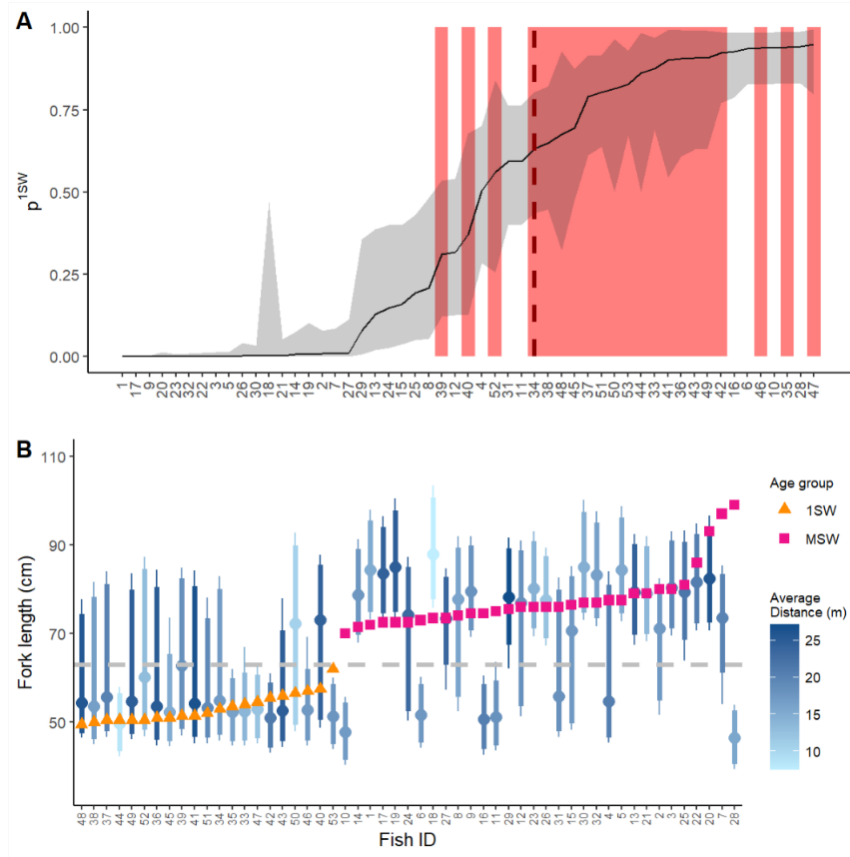 A
1.00
0.75
0.50
0.25
0.00
p1SW
1 17 9 20 23 32 22 3 5 26 30 18 21 14 19 2 7 27 29 13 24 15 25 8 39 12 40 4 52 31 11 34 38 48 45 37 51 50 53 44 33 41 36 43 49 42 16 6 46 10 35 28 47
B
110
90
70
50
Fork length (cm)
48 38 37 44 49 52 36 45 39 41 51 34 35 33 47 42 43 50 46 40 53 10 14 1 17 19 24 6 18 27 8 9 16 11 29 12 23 26 31 15 30 32 4 5 13 21 2 3 25 22 20 7 28
Fish ID
Age group
1SW
MSW
Average
Distance (m)
25
20
15
10